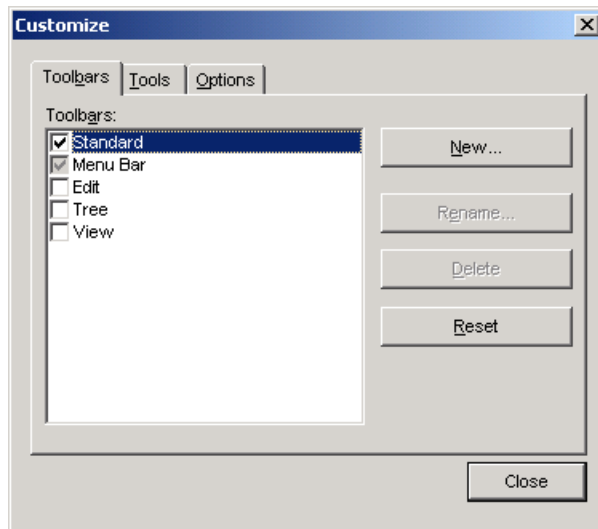 Customize
Toolbars Tools Options
Toolbars:
Standard
Menu Bar
Edit
Tree
View
New...
Rename...
Delete
Reset
Close